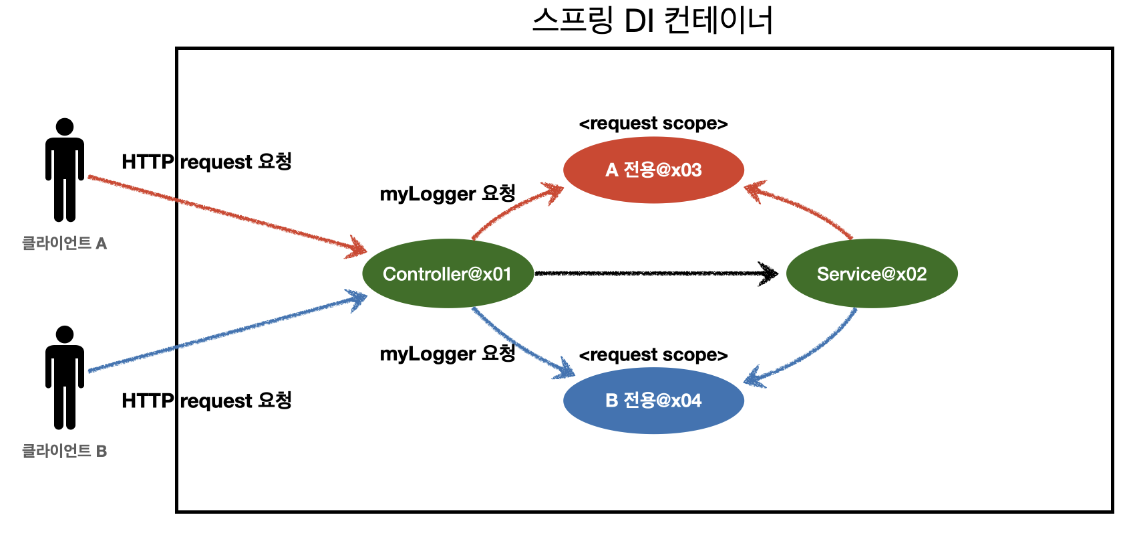 스프링 DI 컨테이너
<request scope>
HTTP request 요청
A 전용@x03
myLogger 요청
클라이언트 A
Controller@x01
Service@x02
myLogger 요청
<request scope>
HTTP request 요청
B 전용@x04
클라이언트 B